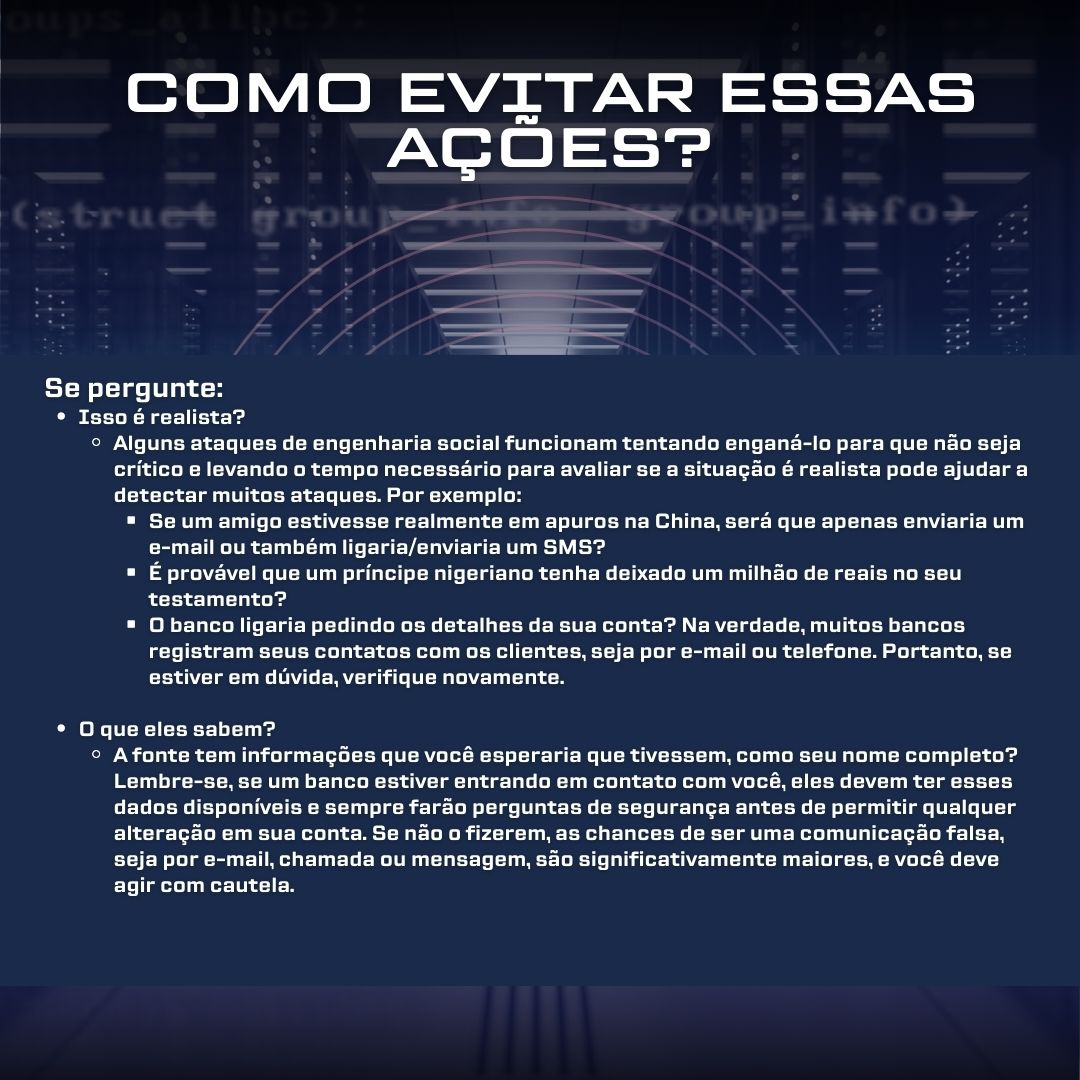 oups_allbc);
COMO EVITAR ESSAS
AÇÕES?
(struct group_info *group_info)
Se pergunte:
• Isso é realista?
○ Alguns ataques de engenharia social funcionam tentando enganá-lo para que não seja
crítico e levando o tempo necessário para avaliar se a situação é realista pode ajudar a
detectar muitos ataques. Por exemplo:
▪ Se um amigo estivesse realmente em apuros na China, será que apenas enviaria um
e-mail ou também ligaria/enviaria um SMS?
▪ É provável que um príncipe nigeriano tenha deixado um milhão de reais no seu
testamento?
▪ O banco ligaria pedindo os detalhes da sua conta? Na verdade, muitos bancos
registram seus contatos com os clientes, seja por e-mail ou telefone. Portanto, se
estiver em dúvida, verifique novamente.
• O que eles sabem?
○ A fonte tem informações que você esperaria que tivessem, como seu nome completo?
Lembre-se, se um banco estiver entrando em contato com você, eles devem ter esses
dados disponíveis e sempre farão perguntas de segurança antes de permitir qualquer
alteração em sua conta. Se não o fizerem, as chances de ser uma comunicação falsa,
seja por e-mail, chamada ou mensagem, são significativamente maiores, e você deve
agir com cautela.